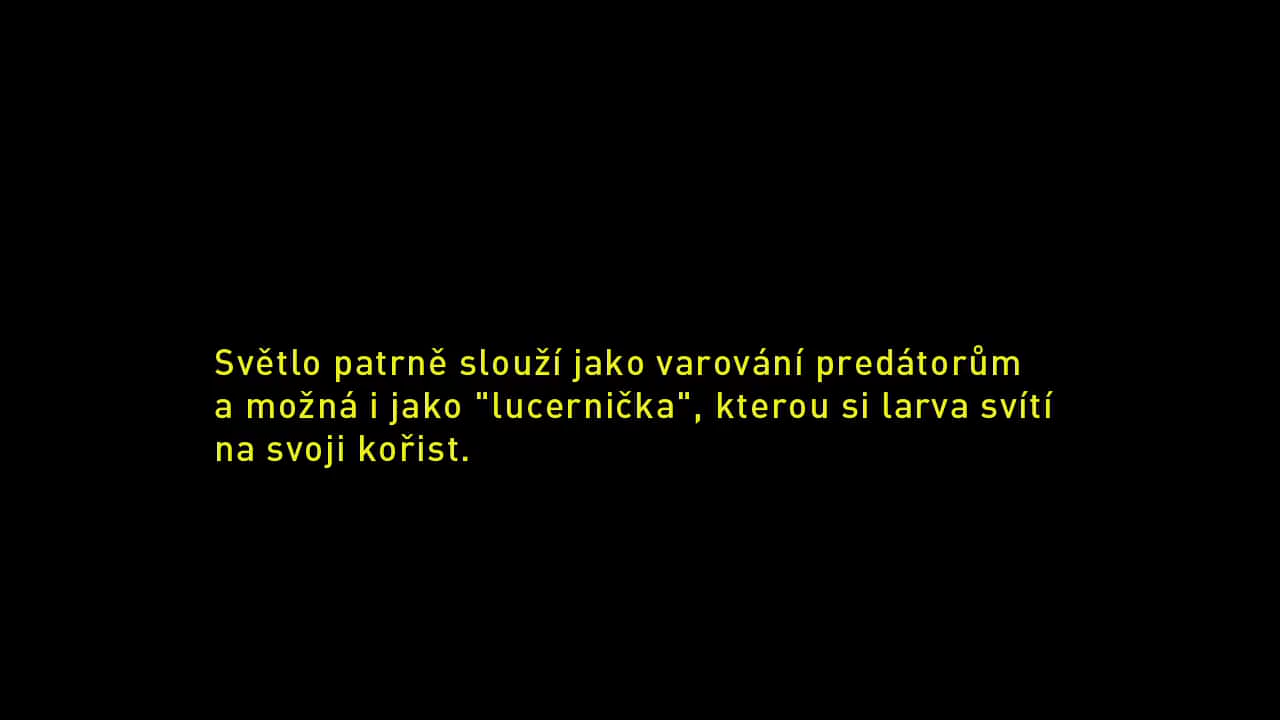 Světlo patrně slouží jako varování predátorům
a možná i jako "lucernička", kterou si larva svítí
na svoji kořist.